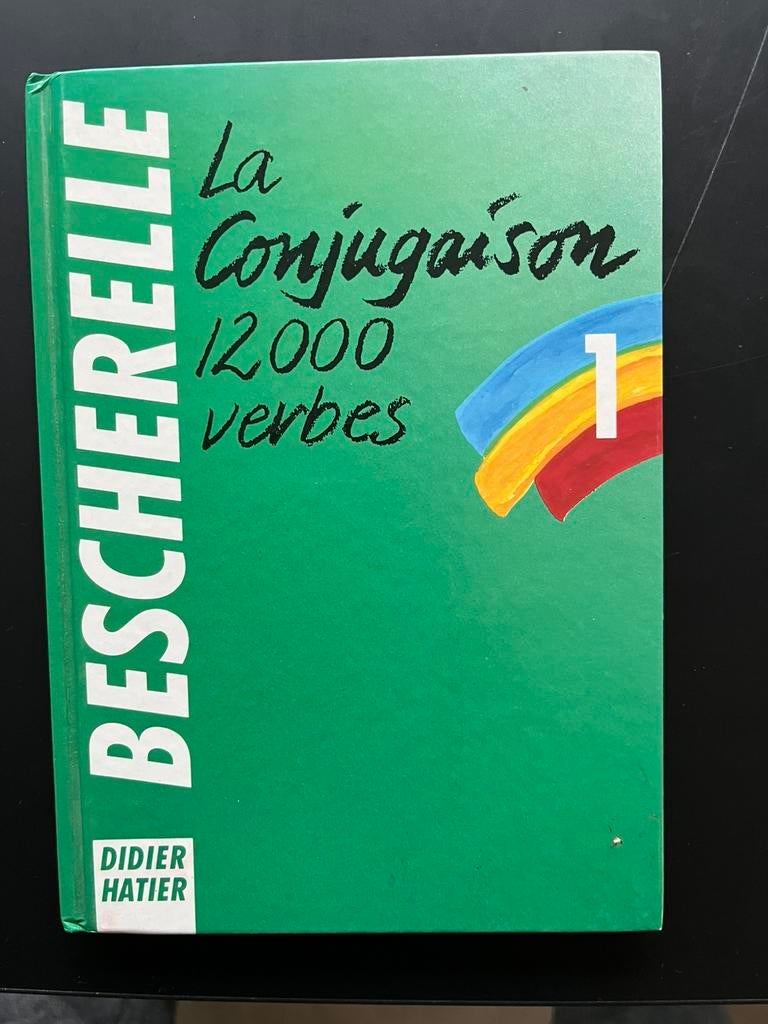 BESCHERELLE
La
Conjugaison
12000
verbes
1
DIDIER
HATIER